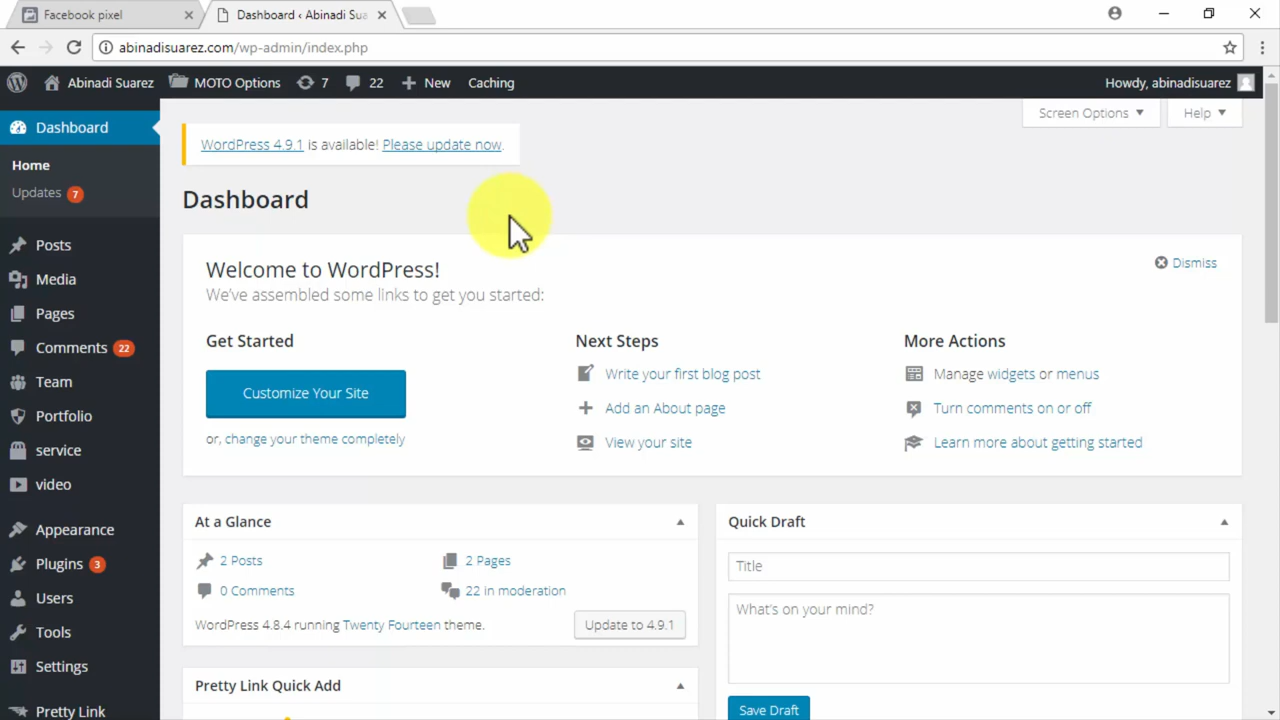 Facebook pixel
Dashboard ‹ Abinadi Sua
abinadisuarez.com/wp-admin/index.php
Abinadi Suarez
MOTO Options
7
22
New
Caching
Howdy, abinadisuarez
Dashboard
Home
Updates 7
Posts
Media
Pages
Comments 22
Team
Portfolio
service
video
Appearance
Plugins 3
Users
Tools
Settings
Pretty Link
Screen Options
Help
WordPress 4.9.1 is available! Please update now.
Dashboard
Welcome to WordPress!
We've assembled some links to get you started:
Dismiss
Get Started
Customize Your Site
or, change your theme completely
Next Steps
Write your first blog post
Add an About page
View your site
More Actions
Manage widgets or menus
Turn comments on or off
Learn more about getting started
At a Glance
2 Posts
2 Pages
0 Comments
22 in moderation
WordPress 4.8.4 running Twenty Fourteen theme.
Update to 4.9.1
Pretty Link Quick Add
Quick Draft
Title
What's on your mind?
Save Draft